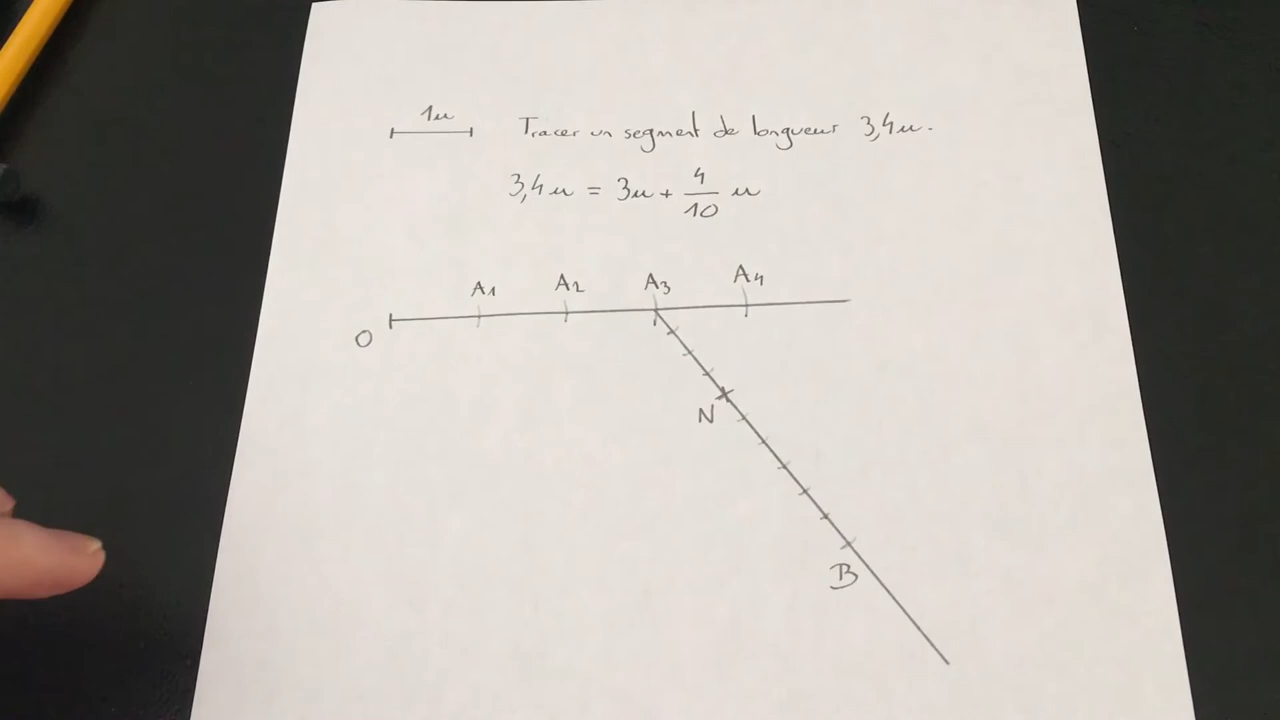 1u Tracer un segment de longueur 3,4u.
3,4u = 3u + 4/10 u
A1 A2 A3 A4
O
N
B